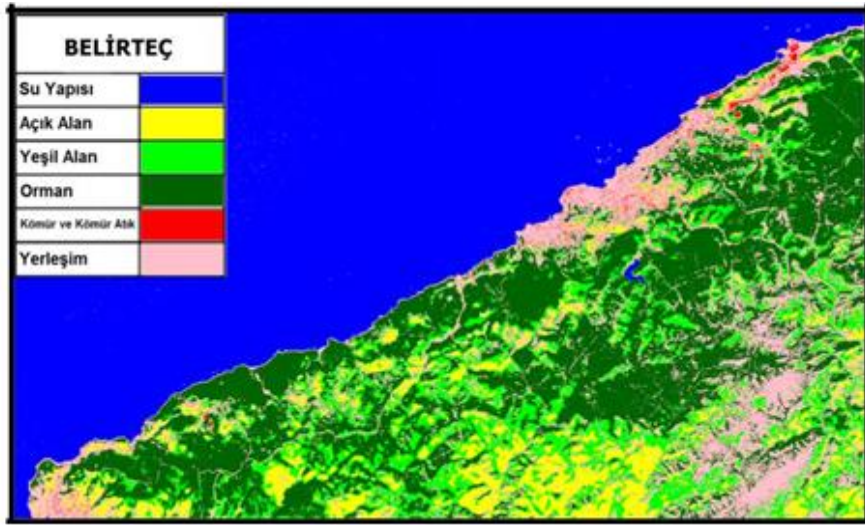 BELİRTEÇ
Su Yapısı
Açık Alan
Yeşil Alan
Orman
Kömür ve Kömür Atık
Yerleşim